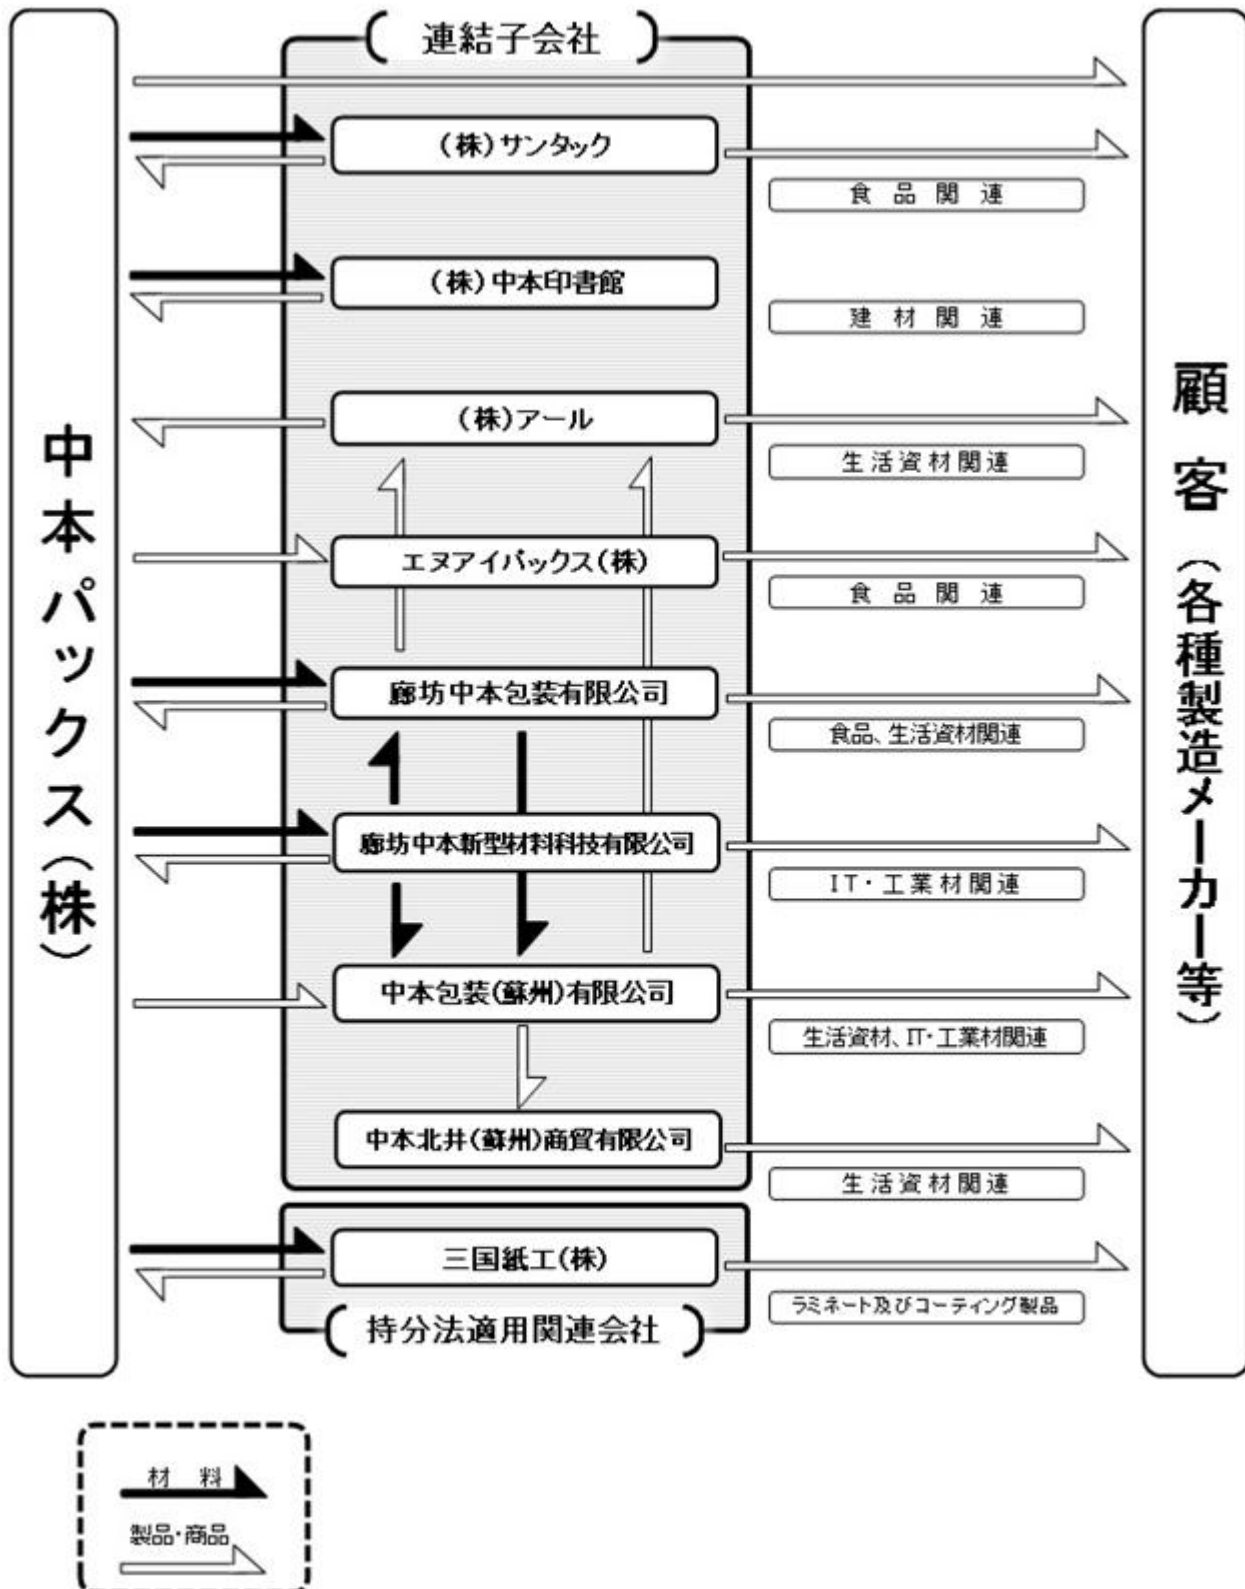 連結子会社
中本パックス(株)
(株)サンタック
食品関連
(株)中本印書館
建材関連
(株)アール
生活資材関連
エヌアイパックス(株)
食品関連
廊坊中本包装有限公司
食品、生活資材関連
廊坊中本新型材料科技有限公司
IT・工業材関連
中本包装(蘇州)有限公司
生活資材、IT・工業材関連
中本北井(蘇州)商貿有限公司
生活資材関連
三国紙工(株)
ラミネート及びコーティング製品
持分法適用関連会社
顧客(各種製造メーカー等)
材料
製品・商品